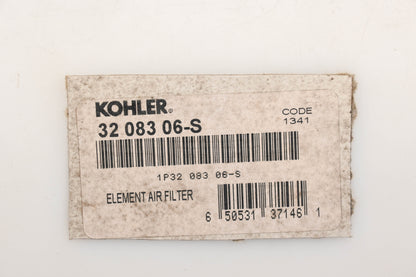 KOHLER®
CODE
1341
32 083 06-S
1P32 083 06-S
ELEMENT AIR FILTER
6 50531 37146 1